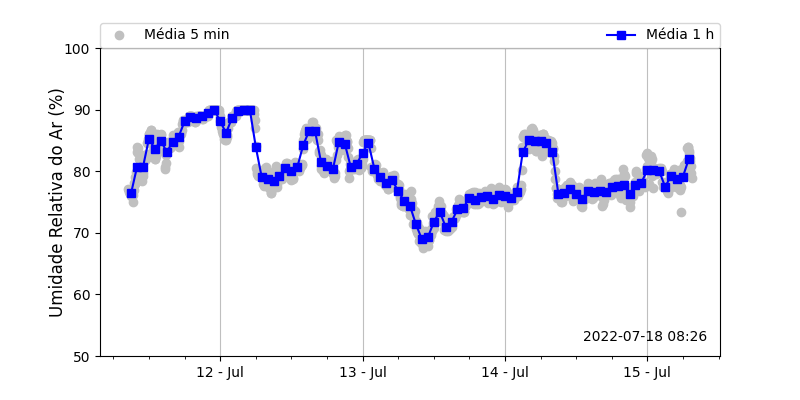 Média 5 min
Média 1 h
Umidade Relativa do Ar (%)
100
90
80
70
60
50
2022-07-18 08:26
12 - Jul
13 - Jul
14 - Jul
15 - Jul